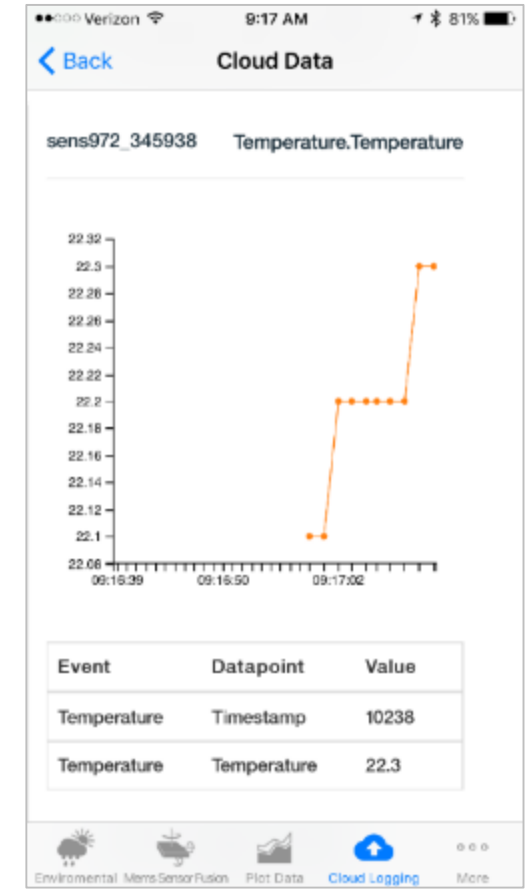 Verizon 9:17 AM 81%
Back Cloud Data
sens972_345938 Temperature.Temperature
22.32
22.3
22.28
22.26
22.24
22.22
22.2
22.18
22.16
22.14
22.12
22.1
22.08
09:16:39 09:16:50 09:17:02
Event Datapoint Value
Temperature Timestamp 10238
Temperature Temperature 22.3
Enviromental MemsSensorFusion Plot Data Cloud Logging More